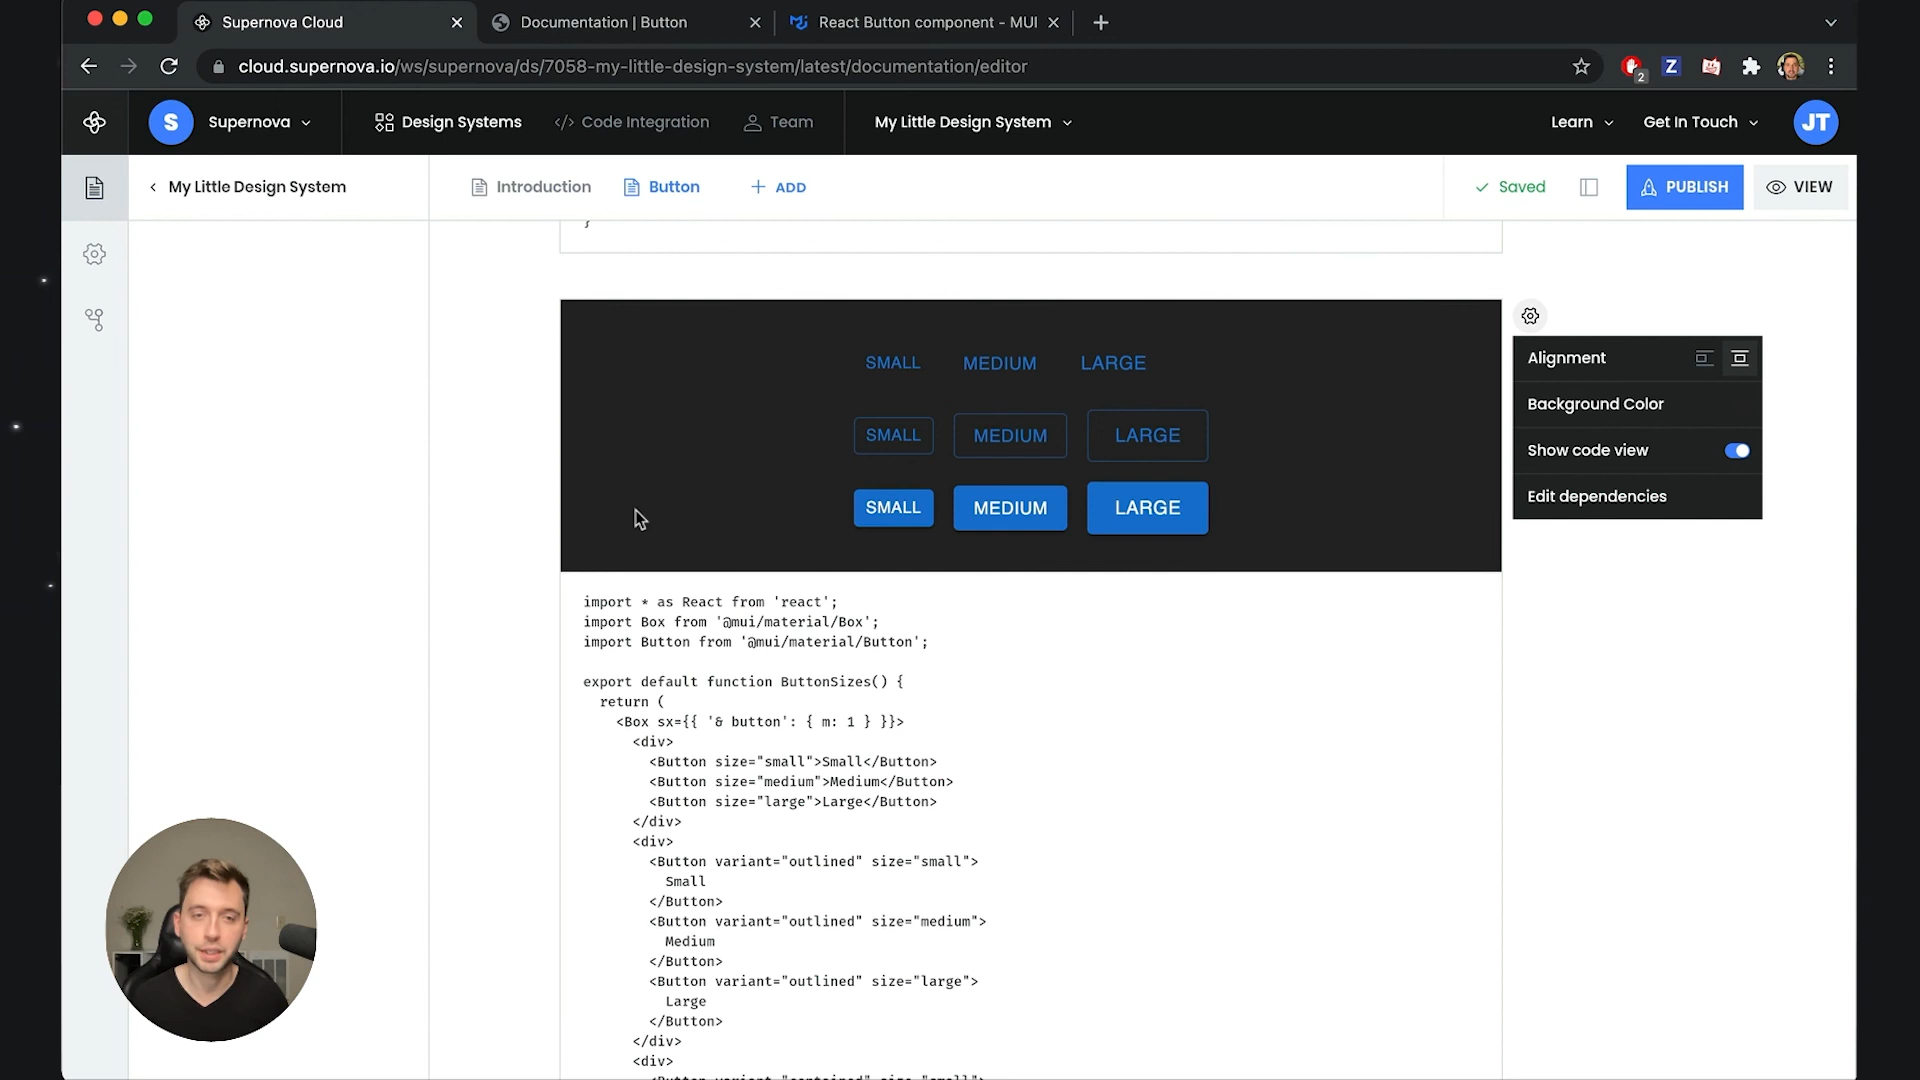 Supernova Cloud
Documentation | Button
React Button component - MUI
cloud.supernova.io/ws/supernova/ds/7058-my-little-design-system/latest/documentation/editor
2
Z
S
Supernova
Design Systems
</> Code Integration
Team
My Little Design System
Learn
Get In Touch
JT
My Little Design System
Introduction
Button
+ ADD
Saved
PUBLISH
VIEW
}
SMALL MEDIUM LARGE
SMALL MEDIUM LARGE
SMALL MEDIUM LARGE
Alignment
Background Color
Show code view
Edit dependencies
import * as React from 'react';
import Box from '@mui/material/Box';
import Button from '@mui/material/Button';
export default function ButtonSizes() {
return (
<Box sx={{ '& button': { m: 1 } }}>
<div>
<Button size="small">Small</Button>
<Button size="medium">Medium</Button>
<Button size="large">Large</Button>
</div>
<div>
<Button variant="outlined" size="small">
Small
</Button>
<Button variant="outlined" size="medium">
Medium
</Button>
<Button variant="outlined" size="large">
Large
</Button>
</div>
<div>
<Button variant="contained" size="small">